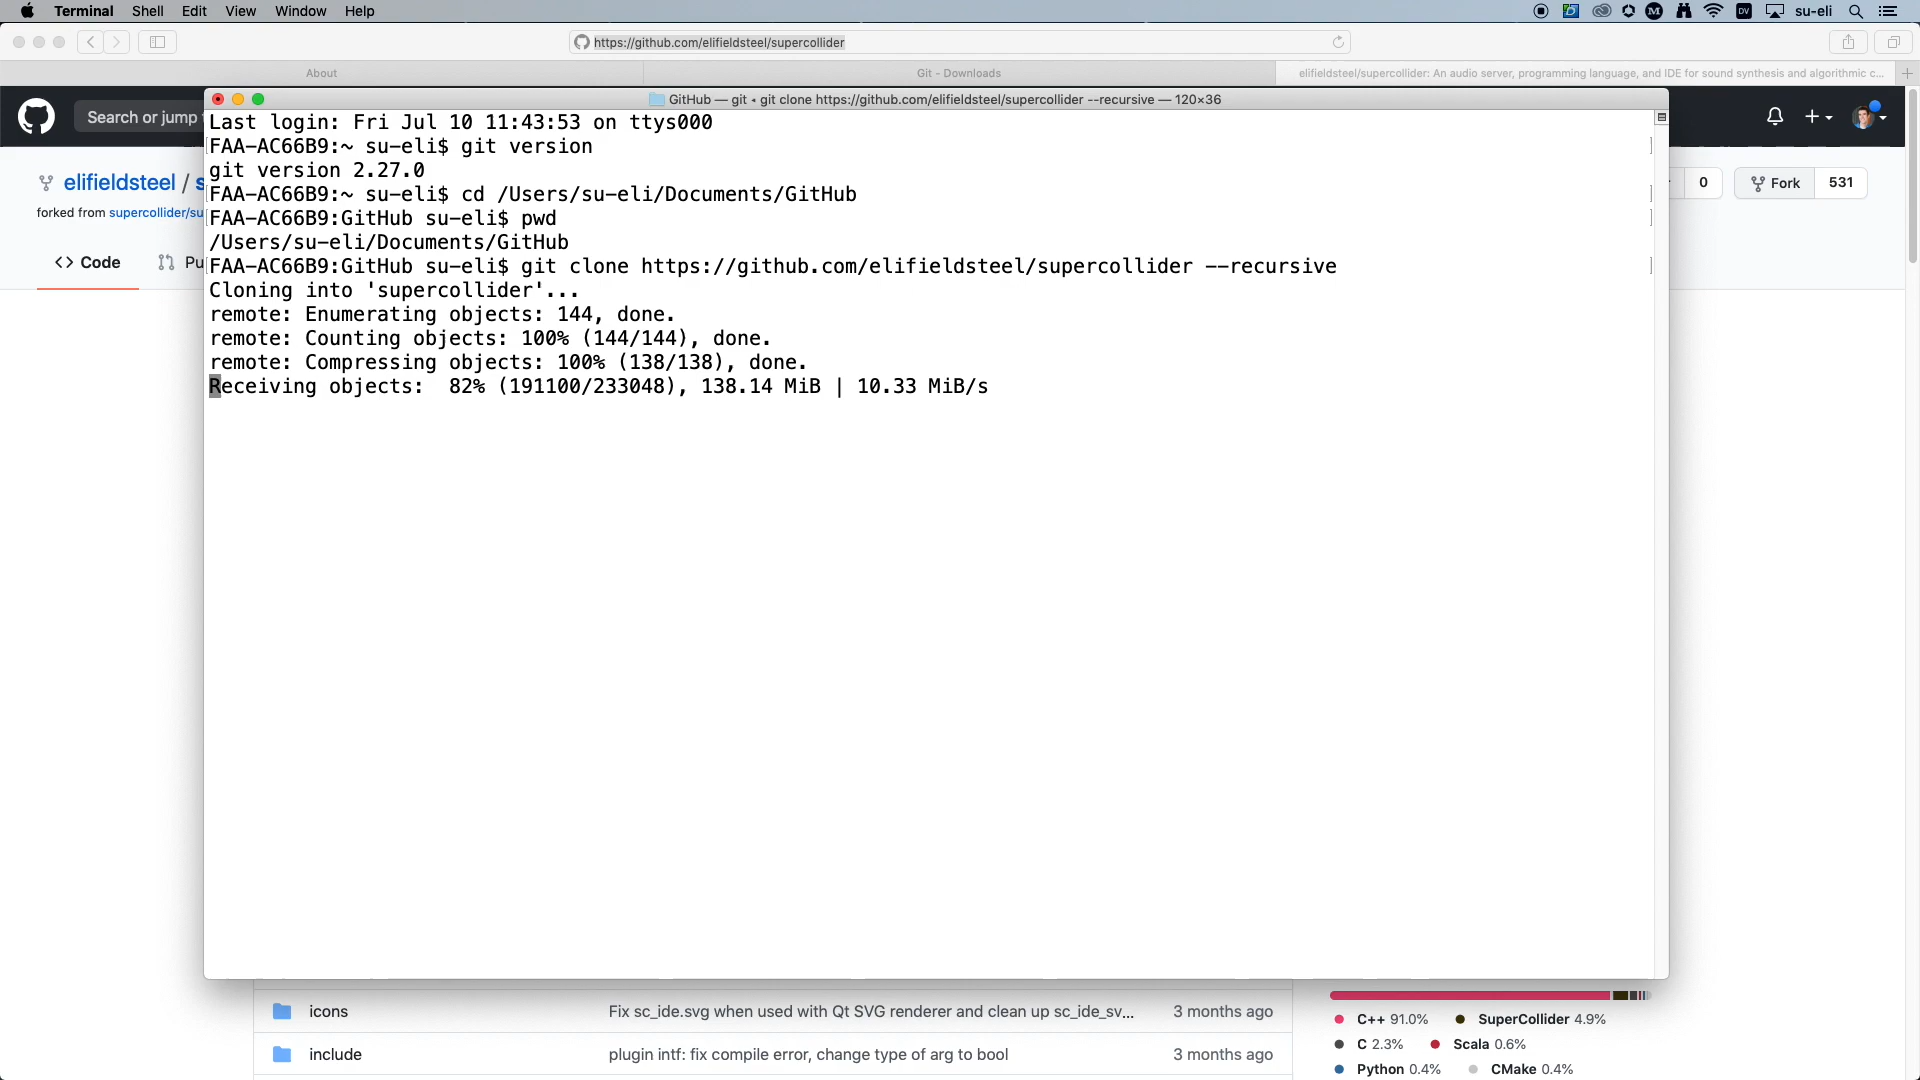 Terminal Shell Edit View Window Help
su-eli
https://github.com/elifieldsteel/supercollider
About
Git - Downloads
elifieldsteel/supercollider: An audio server, programming language, and IDE for sound synthesis and algorithmic c...
GitHub — git ◂ git clone https://github.com/elifieldsteel/supercollider --recursive — 120×36
Search or jump t
Last login: Fri Jul 10 11:43:53 on ttys000
FAA-AC66B9:~ su-eli$ git version
git version 2.27.0
FAA-AC66B9:~ su-eli$ cd /Users/su-eli/Documents/GitHub
FAA-AC66B9:GitHub su-eli$ pwd
/Users/su-eli/Documents/GitHub
FAA-AC66B9:GitHub su-eli$ git clone https://github.com/elifieldsteel/supercollider --recursive
Cloning into 'supercollider'...
remote: Enumerating objects: 144, done.
remote: Counting objects: 100% (144/144), done.
remote: Compressing objects: 100% (138/138), done.
Receiving objects:  82% (191100/233048), 138.14 MiB | 10.33 MiB/s
elifieldsteel / s
forked from supercollider/su
Code
Pu
0
Fork 531
icons Fix sc_ide.svg when used with Qt SVG renderer and clean up sc_ide_sv... 3 months ago
include plugin intf: fix compile error, change type of arg to bool 3 months ago
C++ 91.0% SuperCollider 4.9%
C 2.3% Scala 0.6%
Python 0.4% CMake 0.4%